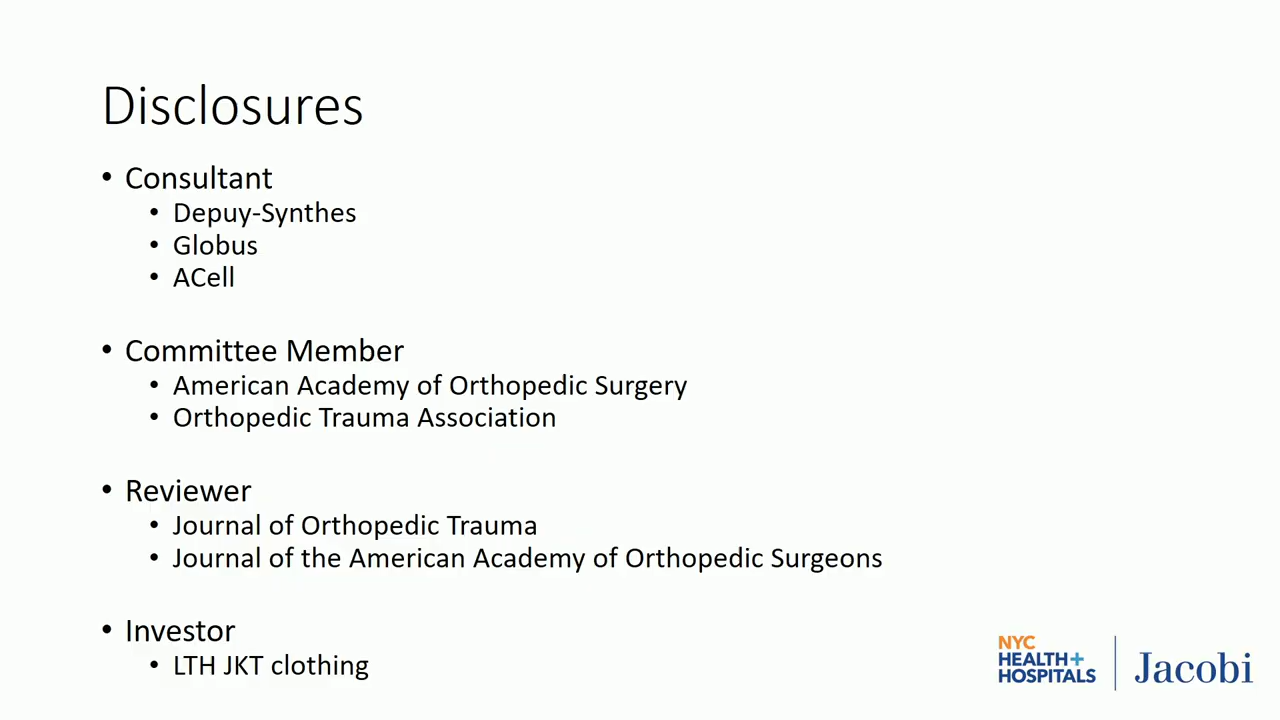 Disclosures
• Consultant
• Depuy-Synthes
• Globus
• ACell
• Committee Member
• American Academy of Orthopedic Surgery
• Orthopedic Trauma Association
• Reviewer
• Journal of Orthopedic Trauma
• Journal of the American Academy of Orthopedic Surgeons
• Investor
• LTH JKT clothing
NYC
HEALTH+
HOSPITALS
Jacobi